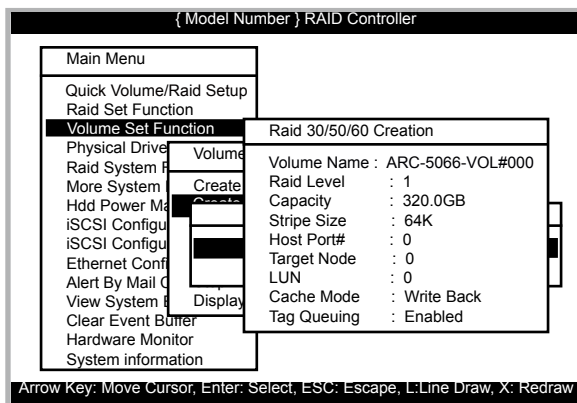 { Model Number } RAID Controller
Main Menu
Quick Volume/Raid Setup
Raid Set Function
Volume Set Function
Physical Drive
Raid System
More System
Hdd Power
iSCSI
iSCSI
Ethernet
Alert By Mail
View System
Clear Event Buffer
Hardware Monitor
System information
Volume
Create
Display
Raid 30/50/60 Creation
Volume Name : ARC-5066-VOL#000
Raid Level : 1
Capacity : 320.0GB
Stripe Size : 64K
Host Port# : 0
Target Node : 0
LUN : 0
Cache Mode : Write Back
Tag Queuing : Enabled
Arrow Key: Move Cursor, Enter: Select, ESC: Escape, L:Line Draw, X: Redraw